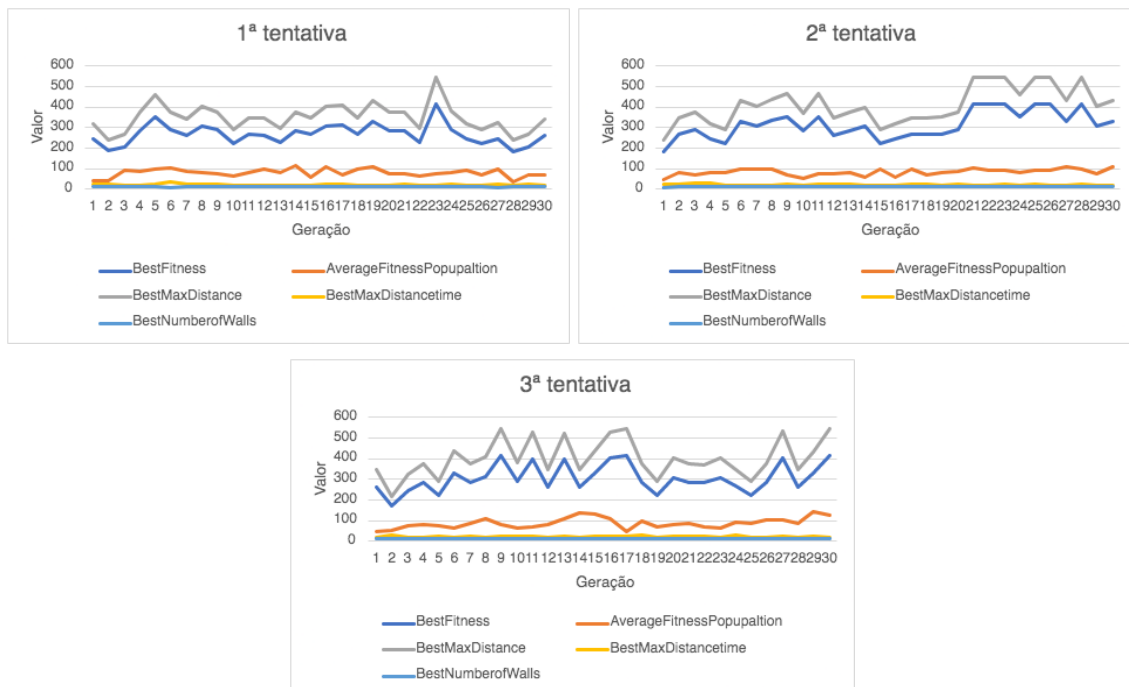 1ª tentativa
600
500
400
300
200
100
0
Valor
1 2 3 4 5 6 7 8 9 10 11 12 13 14 15 16 17 18 19 20 21 22 23 24 25 26 27 28 29 30
Geração
BestFitness AverageFitnessPopupaltion
BestMaxDistance BestMaxDistancetime
BestNumberofWalls
2ª tentativa
600
500
400
300
200
100
0
Valor
1 2 3 4 5 6 7 8 9 10 11 12 13 14 15 16 17 18 19 20 21 22 23 24 25 26 27 28 29 30
Geração
BestFitness AverageFitnessPopupaltion
BestMaxDistance BestMaxDistancetime
BestNumberofWalls
3ª tentativa
600
500
400
300
200
100
0
Valor
1 2 3 4 5 6 7 8 9 10 11 12 13 14 15 16 17 18 19 20 21 22 23 24 25 26 27 28 29 30
Geração
BestFitness AverageFitnessPopupaltion
BestMaxDistance BestMaxDistancetime
BestNumberofWalls